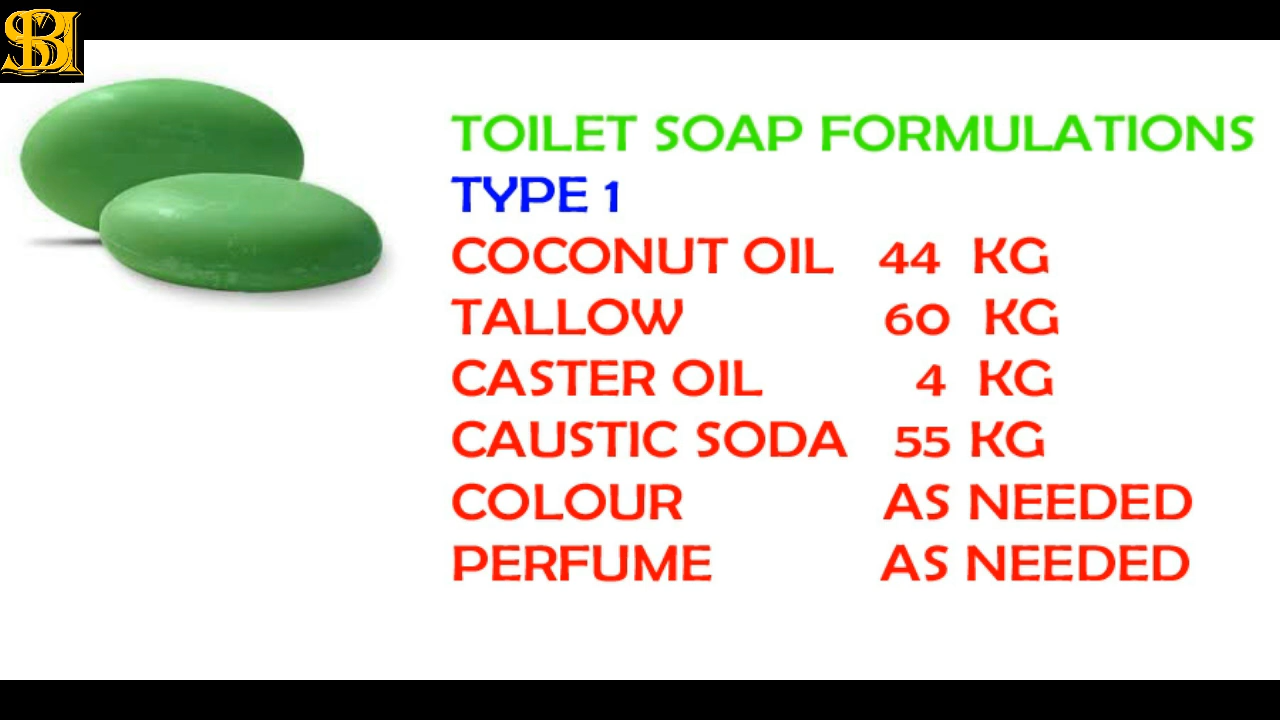 SBI
TOILET SOAP FORMULATIONS
TYPE 1
COCONUT OIL 44 KG
TALLOW 60 KG
CASTER OIL 4 KG
CAUSTIC SODA 55 KG
COLOUR AS NEEDED
PERFUME AS NEEDED